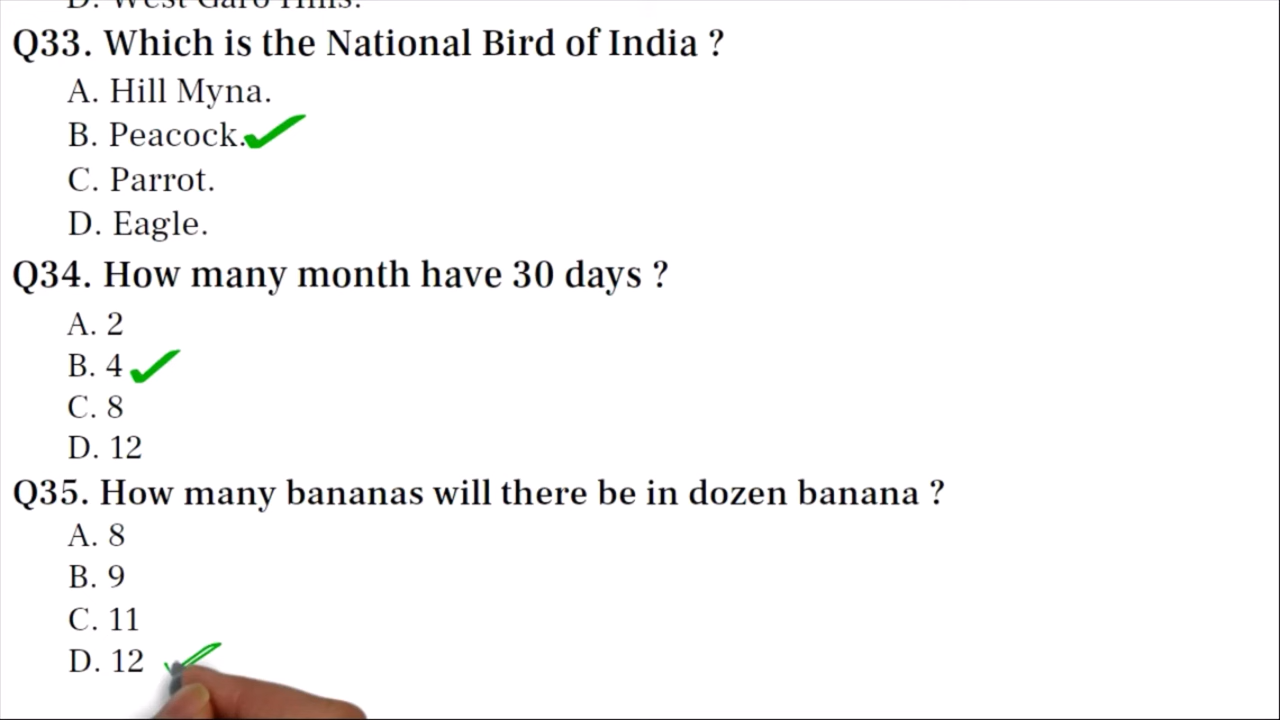 D. West Garo Hills.
Q33. Which is the National Bird of India ?
A. Hill Myna.
B. Peacock.
C. Parrot.
D. Eagle.
Q34. How many month have 30 days ?
A. 2
B. 4
C. 8
D. 12
Q35. How many bananas will there be in dozen banana ?
A. 8
B. 9
C. 11
D. 12